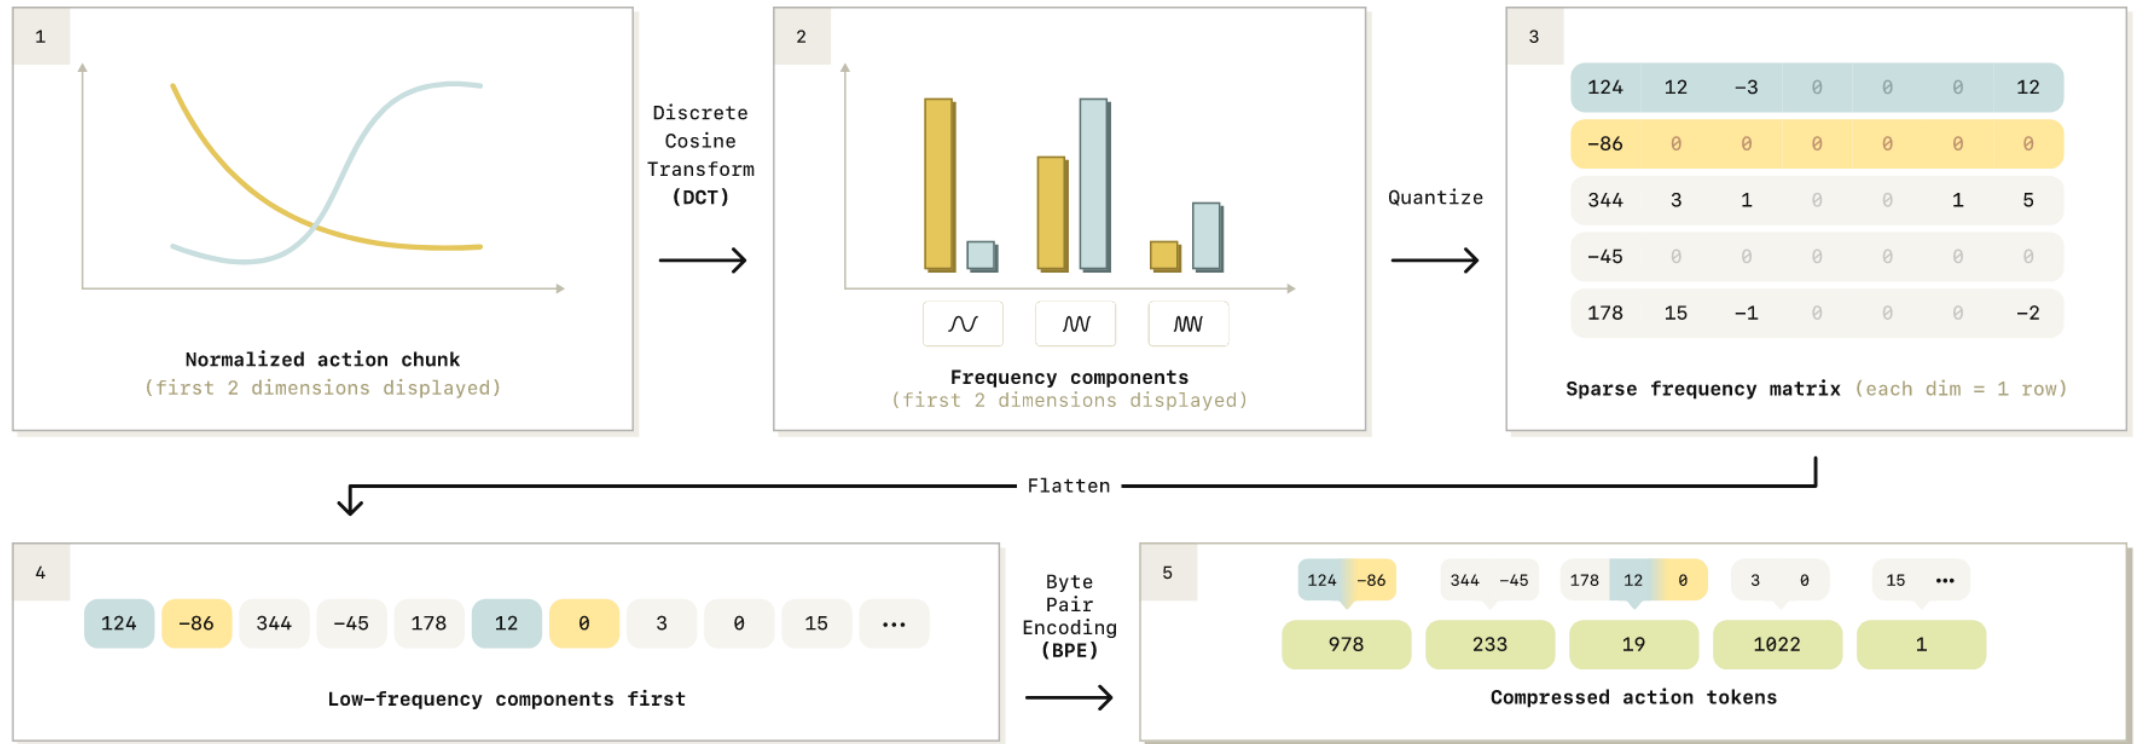 1
Normalized action chunk
(first 2 dimensions displayed)
Discrete
Cosine
Transform
(DCT)
2
Frequency components
(first 2 dimensions displayed)
Quantize
3
124 12 −3 0 0 0 12
−86 0 0 0 0 0 0
344 3 1 0 0 1 5
−45 0 0 0 0 0 0
178 15 −1 0 0 0 −2
Sparse frequency matrix (each dim = 1 row)
Flatten
4
124 −86 344 −45 178 12 0 3 0 15 •••
Low−frequency components first
Byte
Pair
Encoding
(BPE)
5
124 −86 344 −45 178 12 0 3 0 15 •••
978 233 19 1022 1
Compressed action tokens